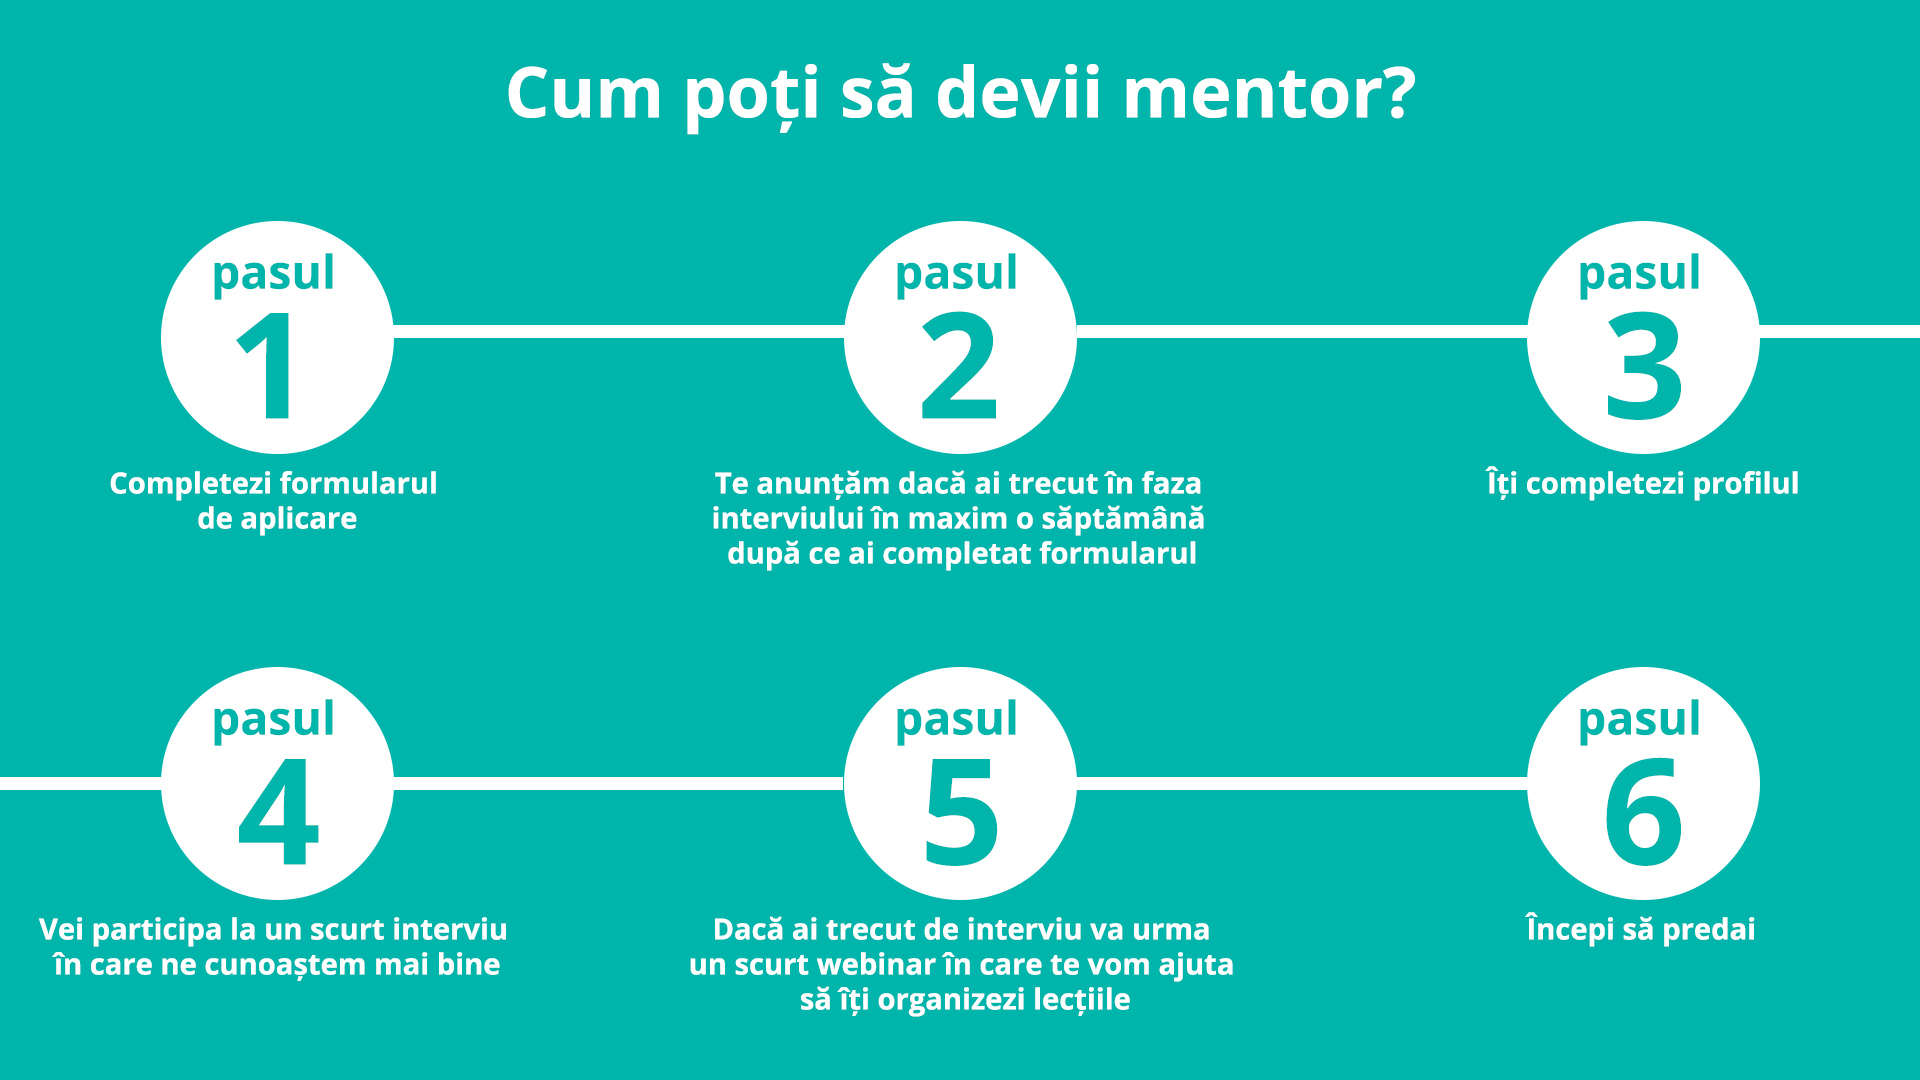 Cum poți să devii mentor?
pasul
1
Completezi formularul
de aplicare
pasul
2
Te anunțăm dacă ai trecut în faza
interviului în maxim o săptămână
după ce ai completat formularul
pasul
3
Îți completezi profilul
pasul
4
Vei participa la un scurt interviu
în care ne cunoaștem mai bine
pasul
5
Dacă ai trecut de interviu va urma
un scurt webinar în care te vom ajuta
să îți organizezi lecțiile
pasul
6
Începi să predai